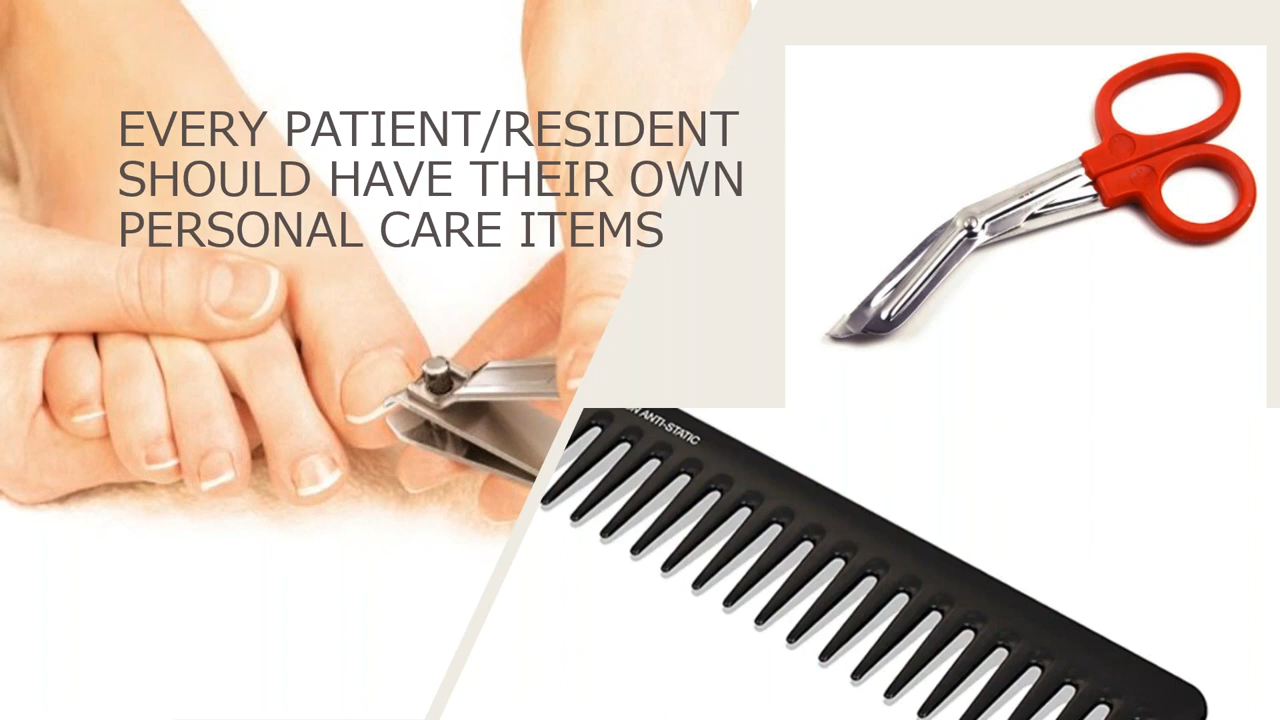 EVERY PATIENT/RESIDENT
SHOULD HAVE THEIR OWN
PERSONAL CARE ITEMS
ANTI-STATIC